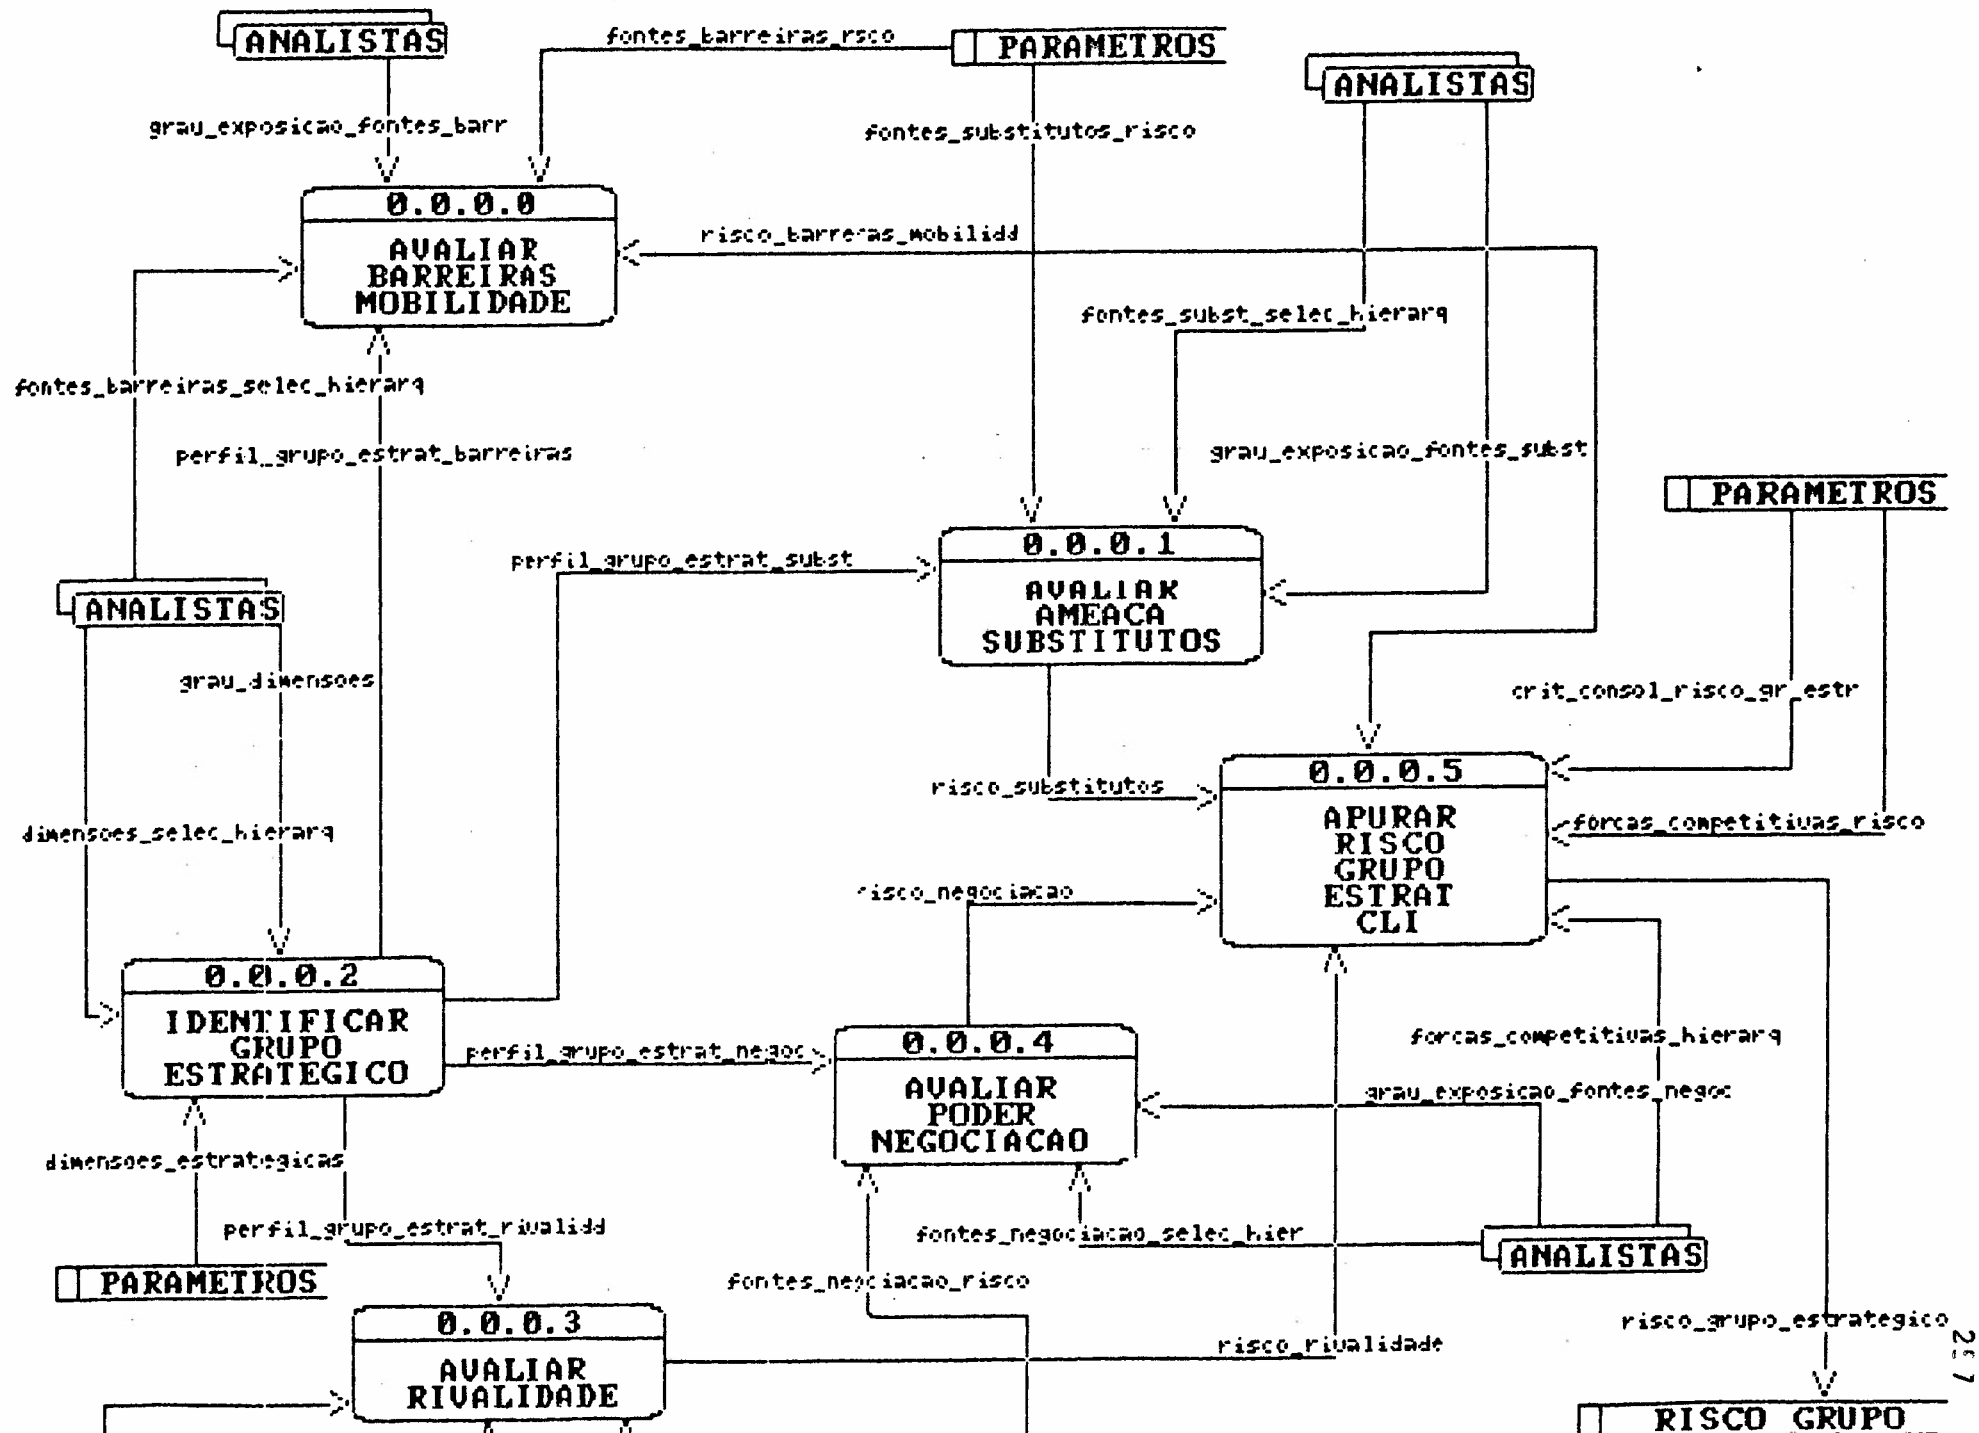 ANALISTAS
fontes_barreiras_rsco
PARAMETROS
ANALISTAS
grau_exposicao_fontes_barr
fontes_substitutos_risco
0.0.0.0
AVALIAR
BARREIRAS
MOBILIDADE
risco_barreras_mobilidd
fontes_subst_selec_hierarq
fontes_barreiras_selec_hierarq
perfil_grupo_estrat_barreiras
grau_exposicao_fontes_subst
PARAMETROS
0.0.0.1
AVALIAR
AMEACA
SUBSTITUTOS
perfil_grupo_estrat_subst
ANALISTAS
grau_dimensoes
crit_consol_risco_gr_estr
risco_substitutos
0.0.0.5
APURAR
RISCO
GRUPO
ESTRAT
CLI
forcas_competitivas_risco
dimensoes_selec_hierarq
risco_negociacao
0.0.0.2
IDENTIFICAR
GRUPO
ESTRATEGICO
perfil_grupo_estrat_negoc
0.0.0.4
AVALIAR
PODER
NEGOCIACAO
forcas_competitivas_hierarq
grau_exposicao_fontes_negoc
dimensoes_estrategicas
perfil_grupo_estrat_rivalidd
fontes_negociacao_selec_hier
ANALISTAS
PARAMETROS
fontes_negociacao_risco
0.0.0.3
AVALIAR
RIVALIDADE
risco_rivalidade
risco_grupo_estrategico
RISCO GRUPO